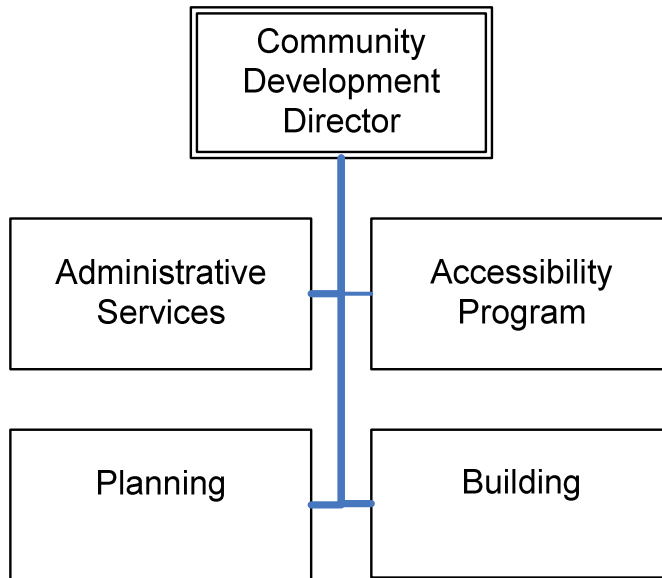 Community
Development
Director
Administrative
Services
Accessibility
Program
Planning
Building